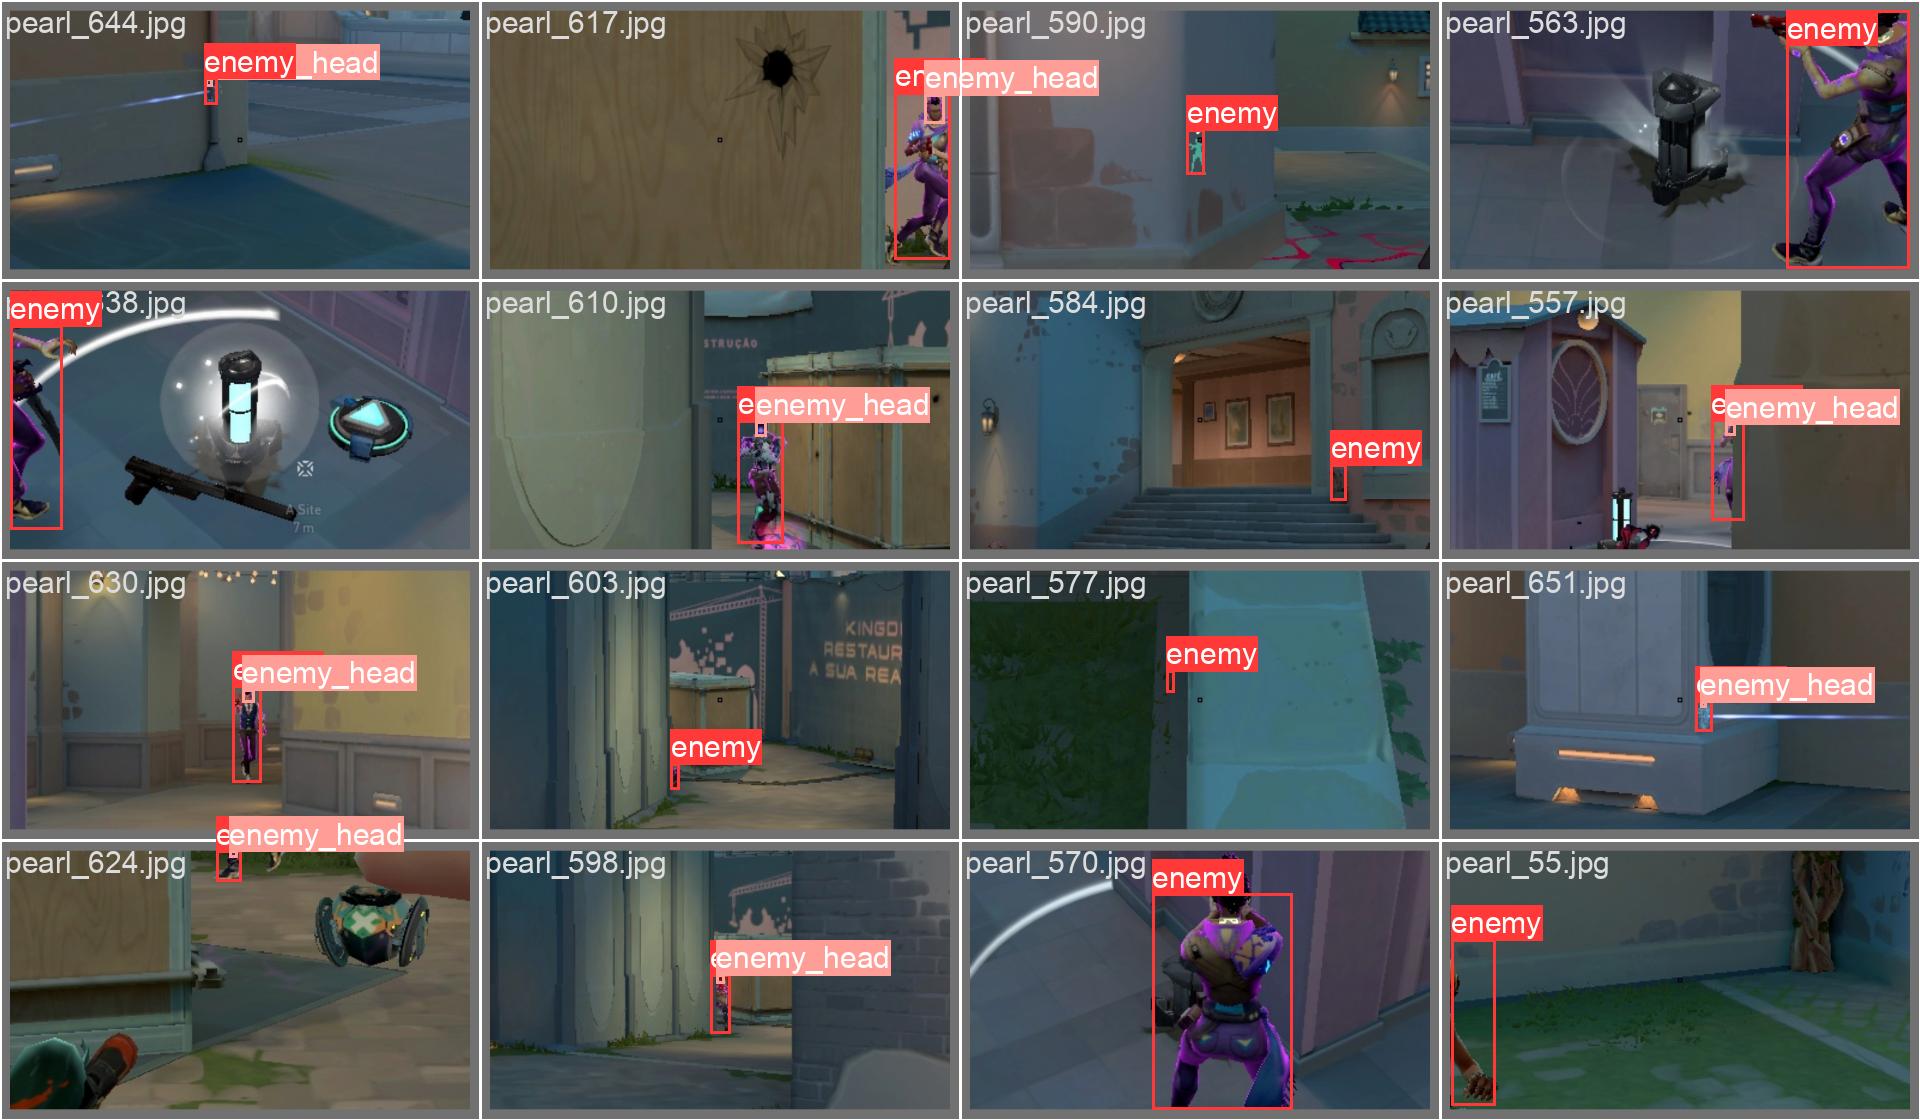 pearl_644.jpg
enemy_head
pearl_617.jpg
en
enemy_head
pearl_590.jpg
enemy
pearl_563.jpg
enemy
38.jpg
enemy
A Site
7 m
pearl_610.jpg
STRUÇÃO
e
enemy_head
pearl_584.jpg
enemy
pearl_557.jpg
e
enemy_head
pearl_630.jpg
e
enemy_head
pearl_603.jpg
KINGD
RESTAUR
A SUA REA
enemy
pearl_577.jpg
enemy
pearl_651.jpg
enemy_head
pearl_624.jpg
e
enemy_head
pearl_598.jpg
e
enemy_head
pearl_570.jpg
enemy
pearl_55.jpg
enemy